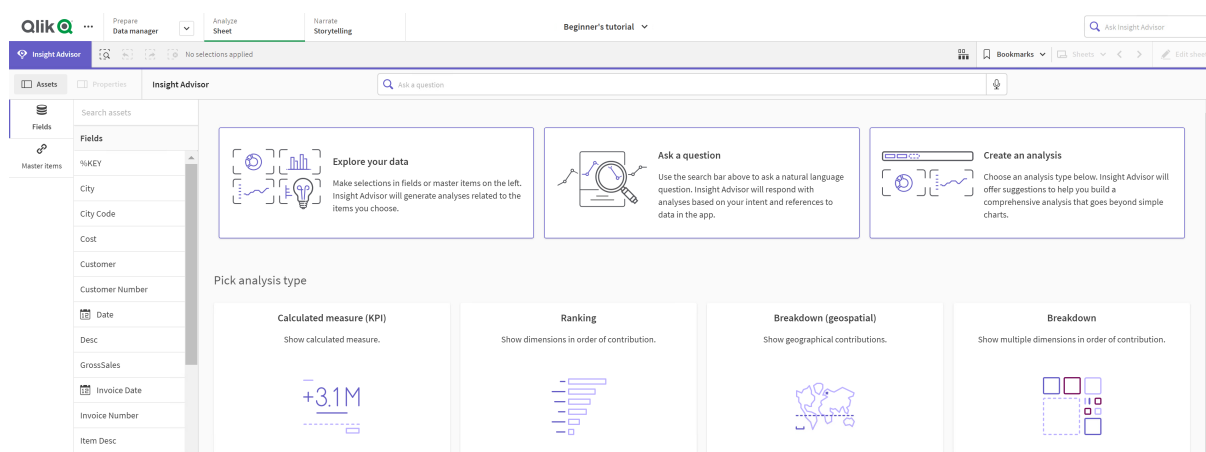 Qlik
Prepare
Data manager
Analyze
Sheet
Narrate
Storytelling
Beginner's tutorial
Ask Insight Advisor
Insight Advisor
No selections applied
Bookmarks
Sheets
Edit sheet
Assets
Properties
Insight Advisor
Ask a question
Fields
Master items
Search assets
Fields
%KEY
City
City Code
Cost
Customer
Customer Number
12 Date
Desc
GrossSales
12 Invoice Date
Invoice Number
Item Desc
Explore your data
Make selections in fields or master items on the left.
Insight Advisor will generate analyses related to the
items you choose.
Ask a question
Use the search bar above to ask a natural language
question. Insight Advisor will respond with
analyses based on your intent and references to
data in the app.
Create an analysis
Choose an analysis type below. Insight Advisor will
offer suggestions to help you build a
comprehensive analysis that goes beyond simple
charts.
Pick analysis type
Calculated measure (KPI)
Show calculated measure.
+3.1M
Ranking
Show dimensions in order of contribution.
Breakdown (geospatial)
Show geographical contributions.
Breakdown
Show multiple dimensions in order of contribution.